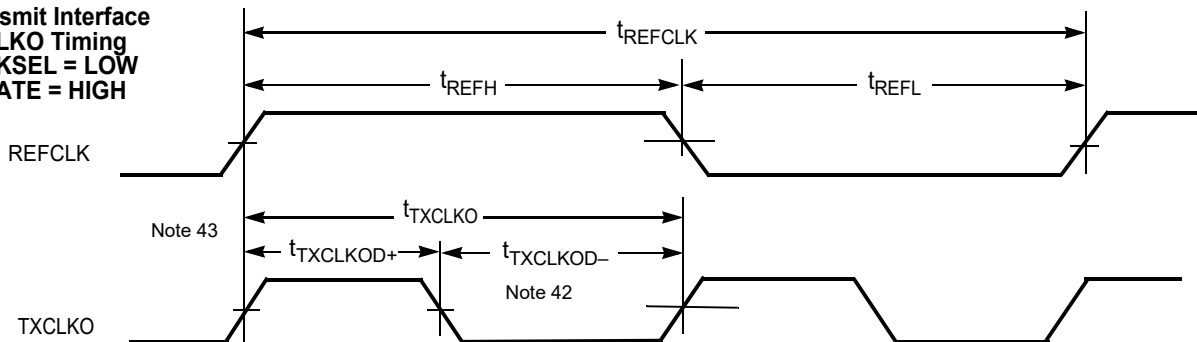 smit Interface
LKO Timing
KSEL = LOW
ATE = HIGH
tREFCLK
tREFH
tREFL
REFCLK
tTXCLKO
Note 43
tTXCLKOD+
tTXCLKOD–
Note 42
TXCLKO